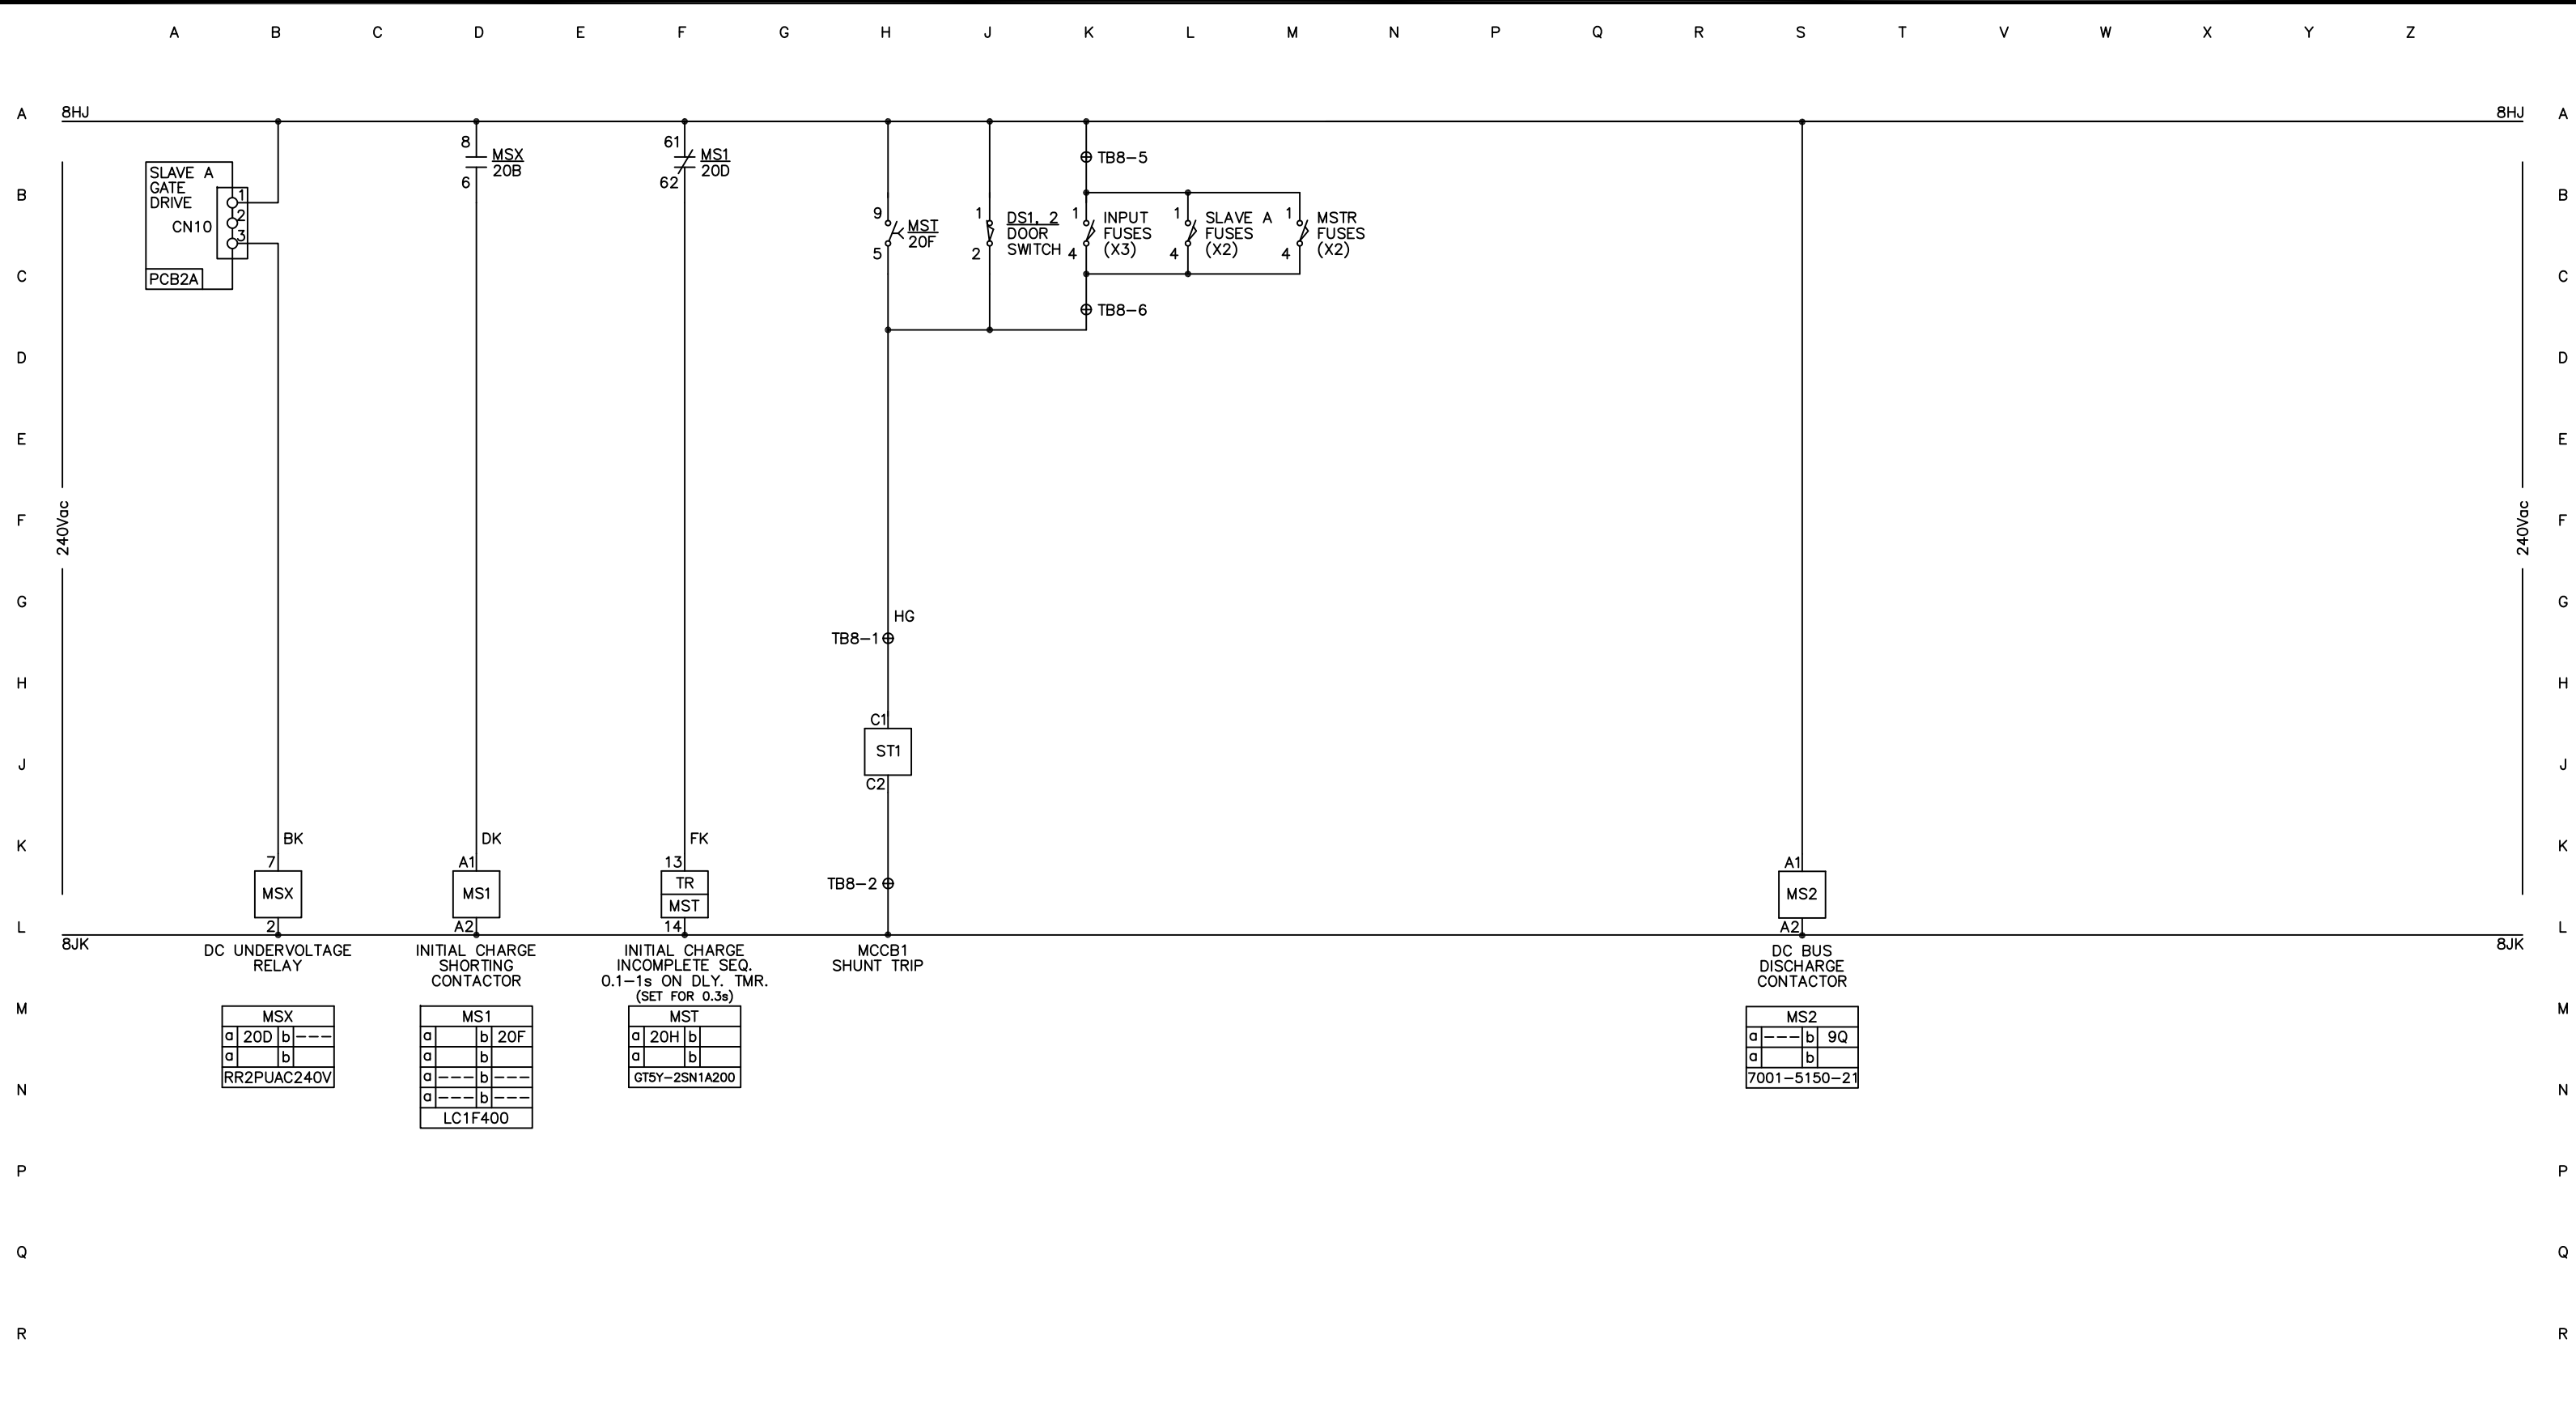 A B C D E F G H J K L M N P Q R S T V W X Y Z
A 8HJ 8HJ A
8 MSX 20B 6
61 MS1 20D 62
TB8-5
SLAVE A
GATE
DRIVE
CN10
1
2
3
PCB2A
B B
9 MST 20F 5
1 DS1, 2
DOOR
SWITCH
2
1 INPUT
FUSES
(X3)
4
1 SLAVE A
FUSES
(X2)
4
1 MSTR
FUSES
(X2)
4
C C
TB8-6
D D
E E
240Vac 240Vac
F F
G G
HG
TB8-1
H H
C1
ST1
C2
J J
BK DK FK
K K
7 A1 13 A1
MSX MS1 TR MST TB8-2 MS2
2 A2 14 A2
L L
8JK 8JK
DC UNDERVOLTAGE
RELAY
INITIAL CHARGE
SHORTING
CONTACTOR
INITIAL CHARGE
INCOMPLETE SEQ.
0.1-1s ON DLY. TMR.
(SET FOR 0.3s)
MCCB1
SHUNT TRIP
DC BUS
DISCHARGE
CONTACTOR
M M
MSX
a 20D b ---
a b
RR2PUAC240V
MS1
a b 20F
a b
a --- b ---
a --- b ---
LC1F400
MST
a 20H b
a b
GT5Y-2SN1A200
MS2
a --- b 9Q
a b
7001-5150-21
N N
P P
Q Q
R R